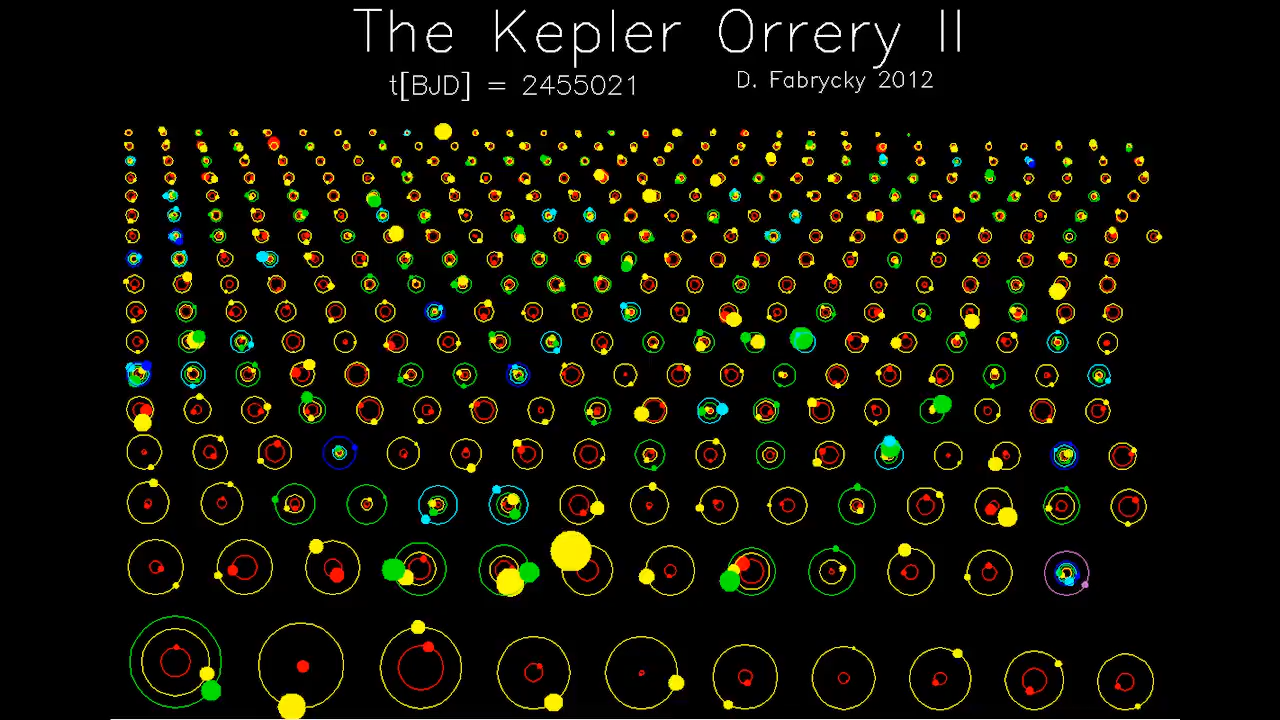 The Kepler Orrery II
t[BJD] = 2455021
D. Fabrycky 2012